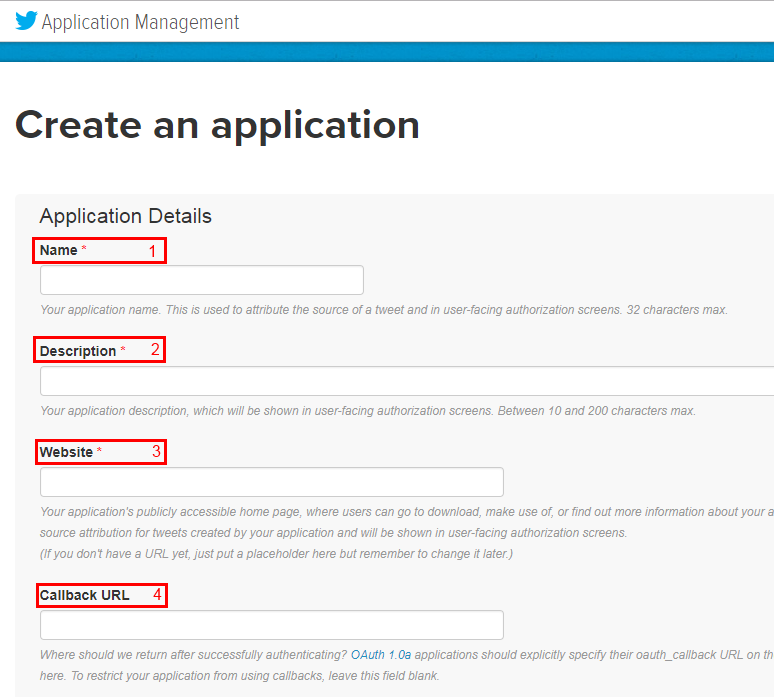 Application Management
Create an application
Application Details
Name * 1
Your application name. This is used to attribute the source of a tweet and in user-facing authorization screens. 32 characters max.
Description * 2
Your application description, which will be shown in user-facing authorization screens. Between 10 and 200 characters max.
Website * 3
Your application's publicly accessible home page, where users can go to download, make use of, or find out more information about your a
source attribution for tweets created by your application and will be shown in user-facing authorization screens.
(If you don't have a URL yet, just put a placeholder here but remember to change it later.)
Callback URL 4
Where should we return after successfully authenticating? OAuth 1.0a applications should explicitly specify their oauth_callback URL on th
here. To restrict your application from using callbacks, leave this field blank.